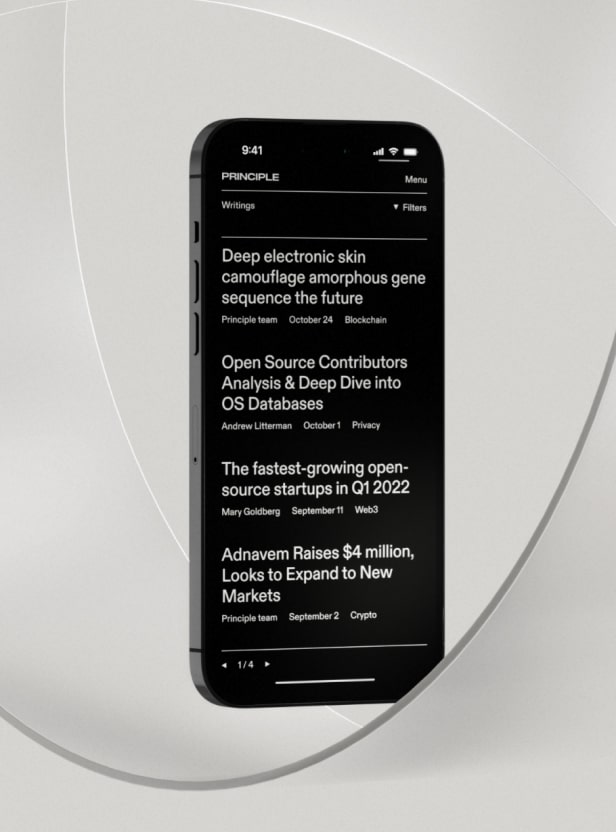 9:41
PRINCIPLE
Menu
Writings
▼ Filters
Deep electronic skin
camouflage amorphous gene
sequence the future
Principle team October 24 Blockchain
Open Source Contributors
Analysis & Deep Dive into
OS Databases
Andrew Litterman October 1 Privacy
The fastest-growing open-
source startups in Q1 2022
Mary Goldberg September 11 Web3
Adnavem Raises $4 million,
Looks to Expand to New
Markets
Principle team September 2 Crypto
◄ 1/4 ►